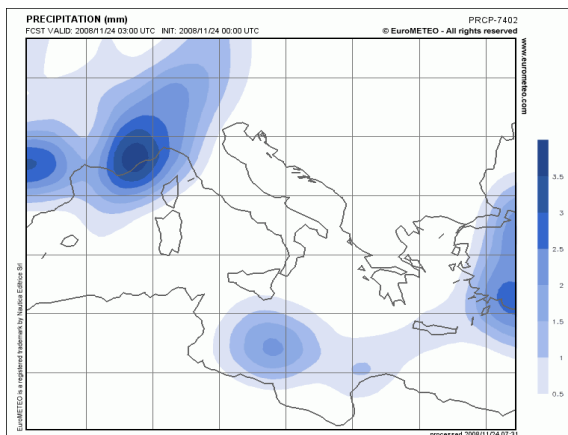 PRECIPITATION (mm)
PRCP-7402
FCST VALID: 2008/11/24 03:00 UTC INIT: 2008/11/24 00:00 UTC
© EuroMETEO - All rights reserved
www.eurometeo.com
3.5
3
2.5
2
1.5
1
0.5
EuroMETEO is a registered trademark by Nautica Editrice Srl
processed 2008/11/24 07:31